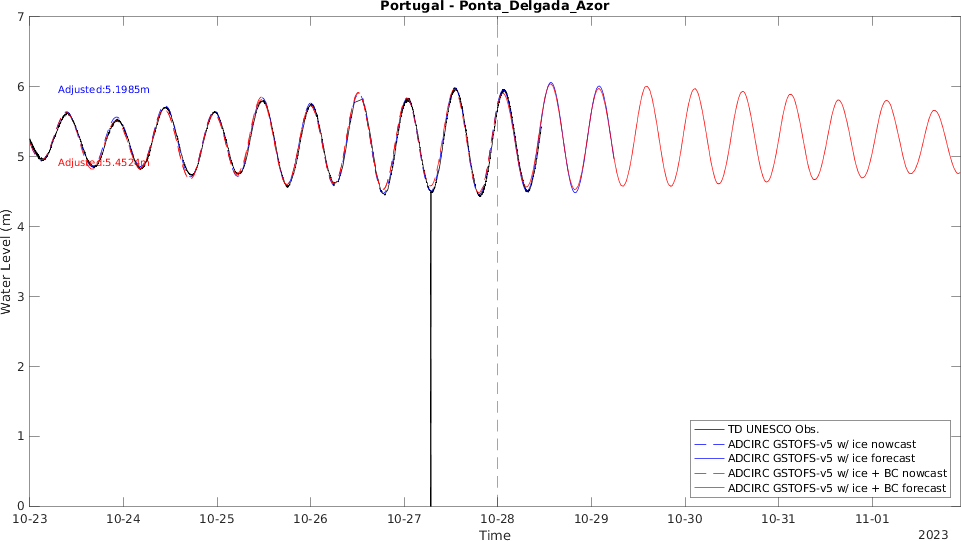 Portugal - Ponta_Delgada_Azor
7
6
5
4
3
2
1
0
Water Level (m)
Adjusted:5.1985m
Adjusted:5.4524m
TD UNESCO Obs.
ADCIRC GSTOFS-v5 w/ ice nowcast
ADCIRC GSTOFS-v5 w/ ice forecast
ADCIRC GSTOFS-v5 w/ ice + BC nowcast
ADCIRC GSTOFS-v5 w/ ice + BC forecast
10-23 10-24 10-25 10-26 10-27 10-28 10-29 10-30 10-31 11-01
Time
2023